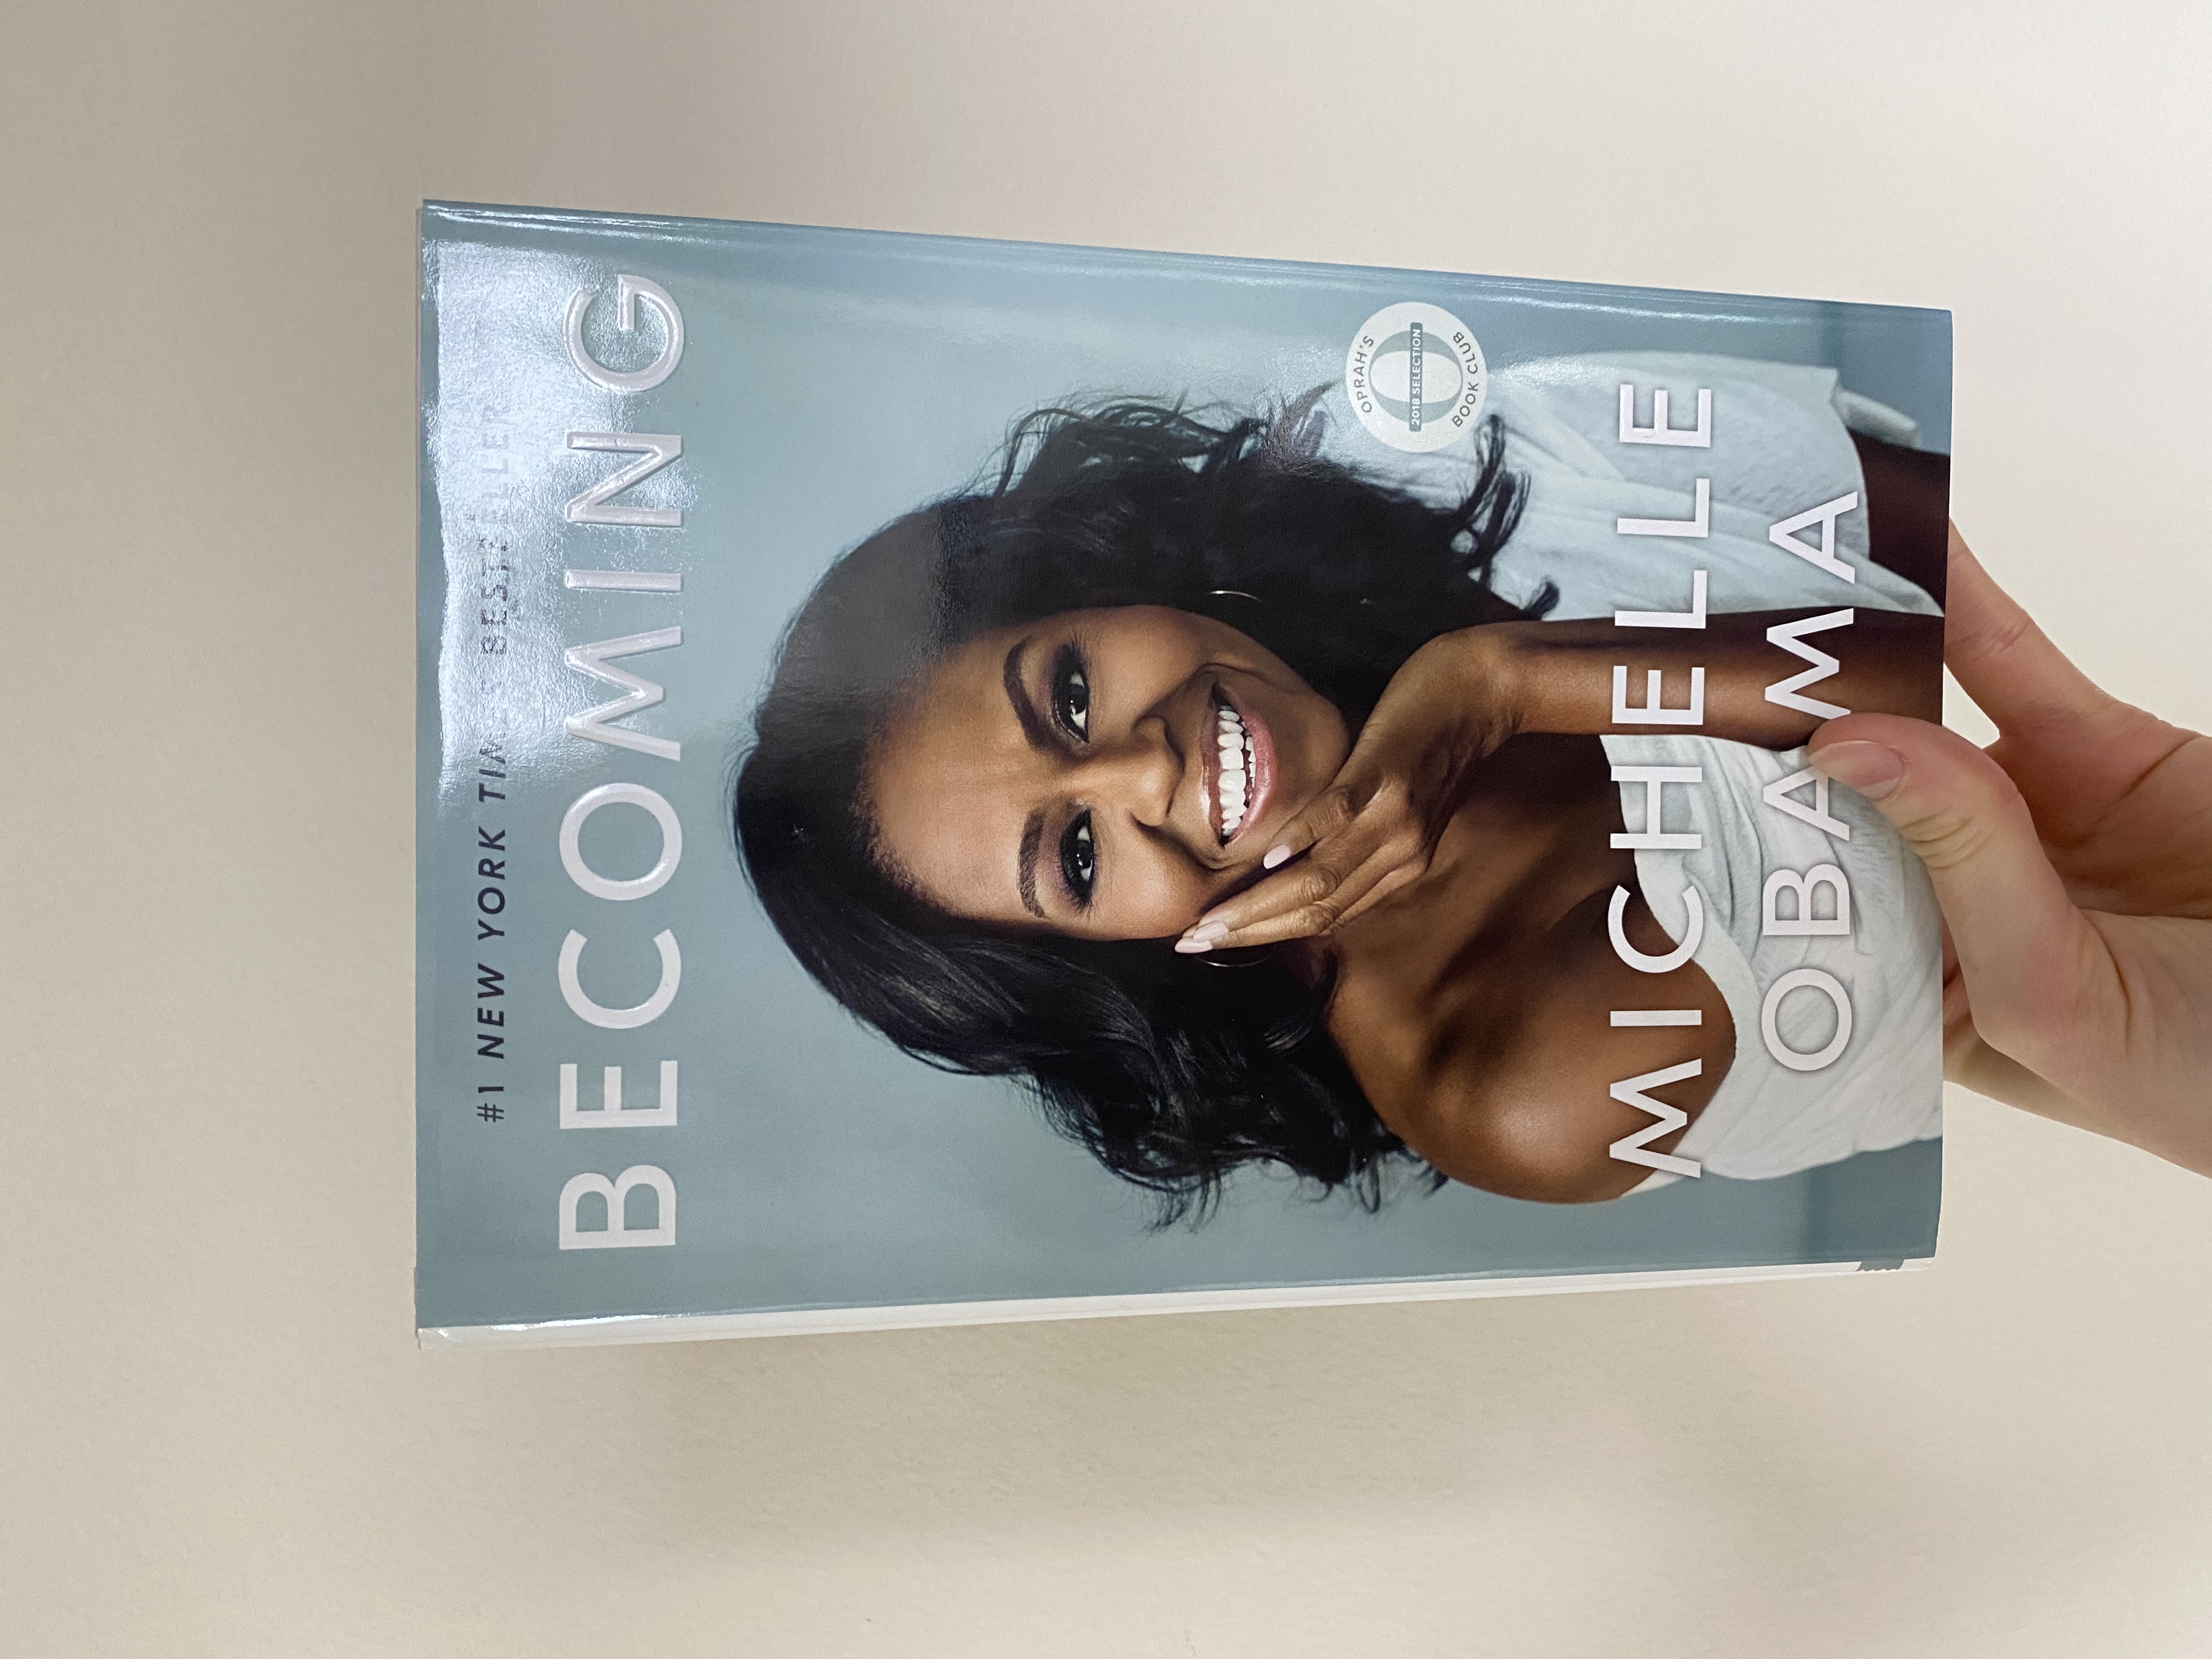 #1 NEW YORK TIMES BESTSELLER
BECOMING
OPRAH'S
2018 SELECTION
BOOK CLUB
MICHELLE
OBAMA